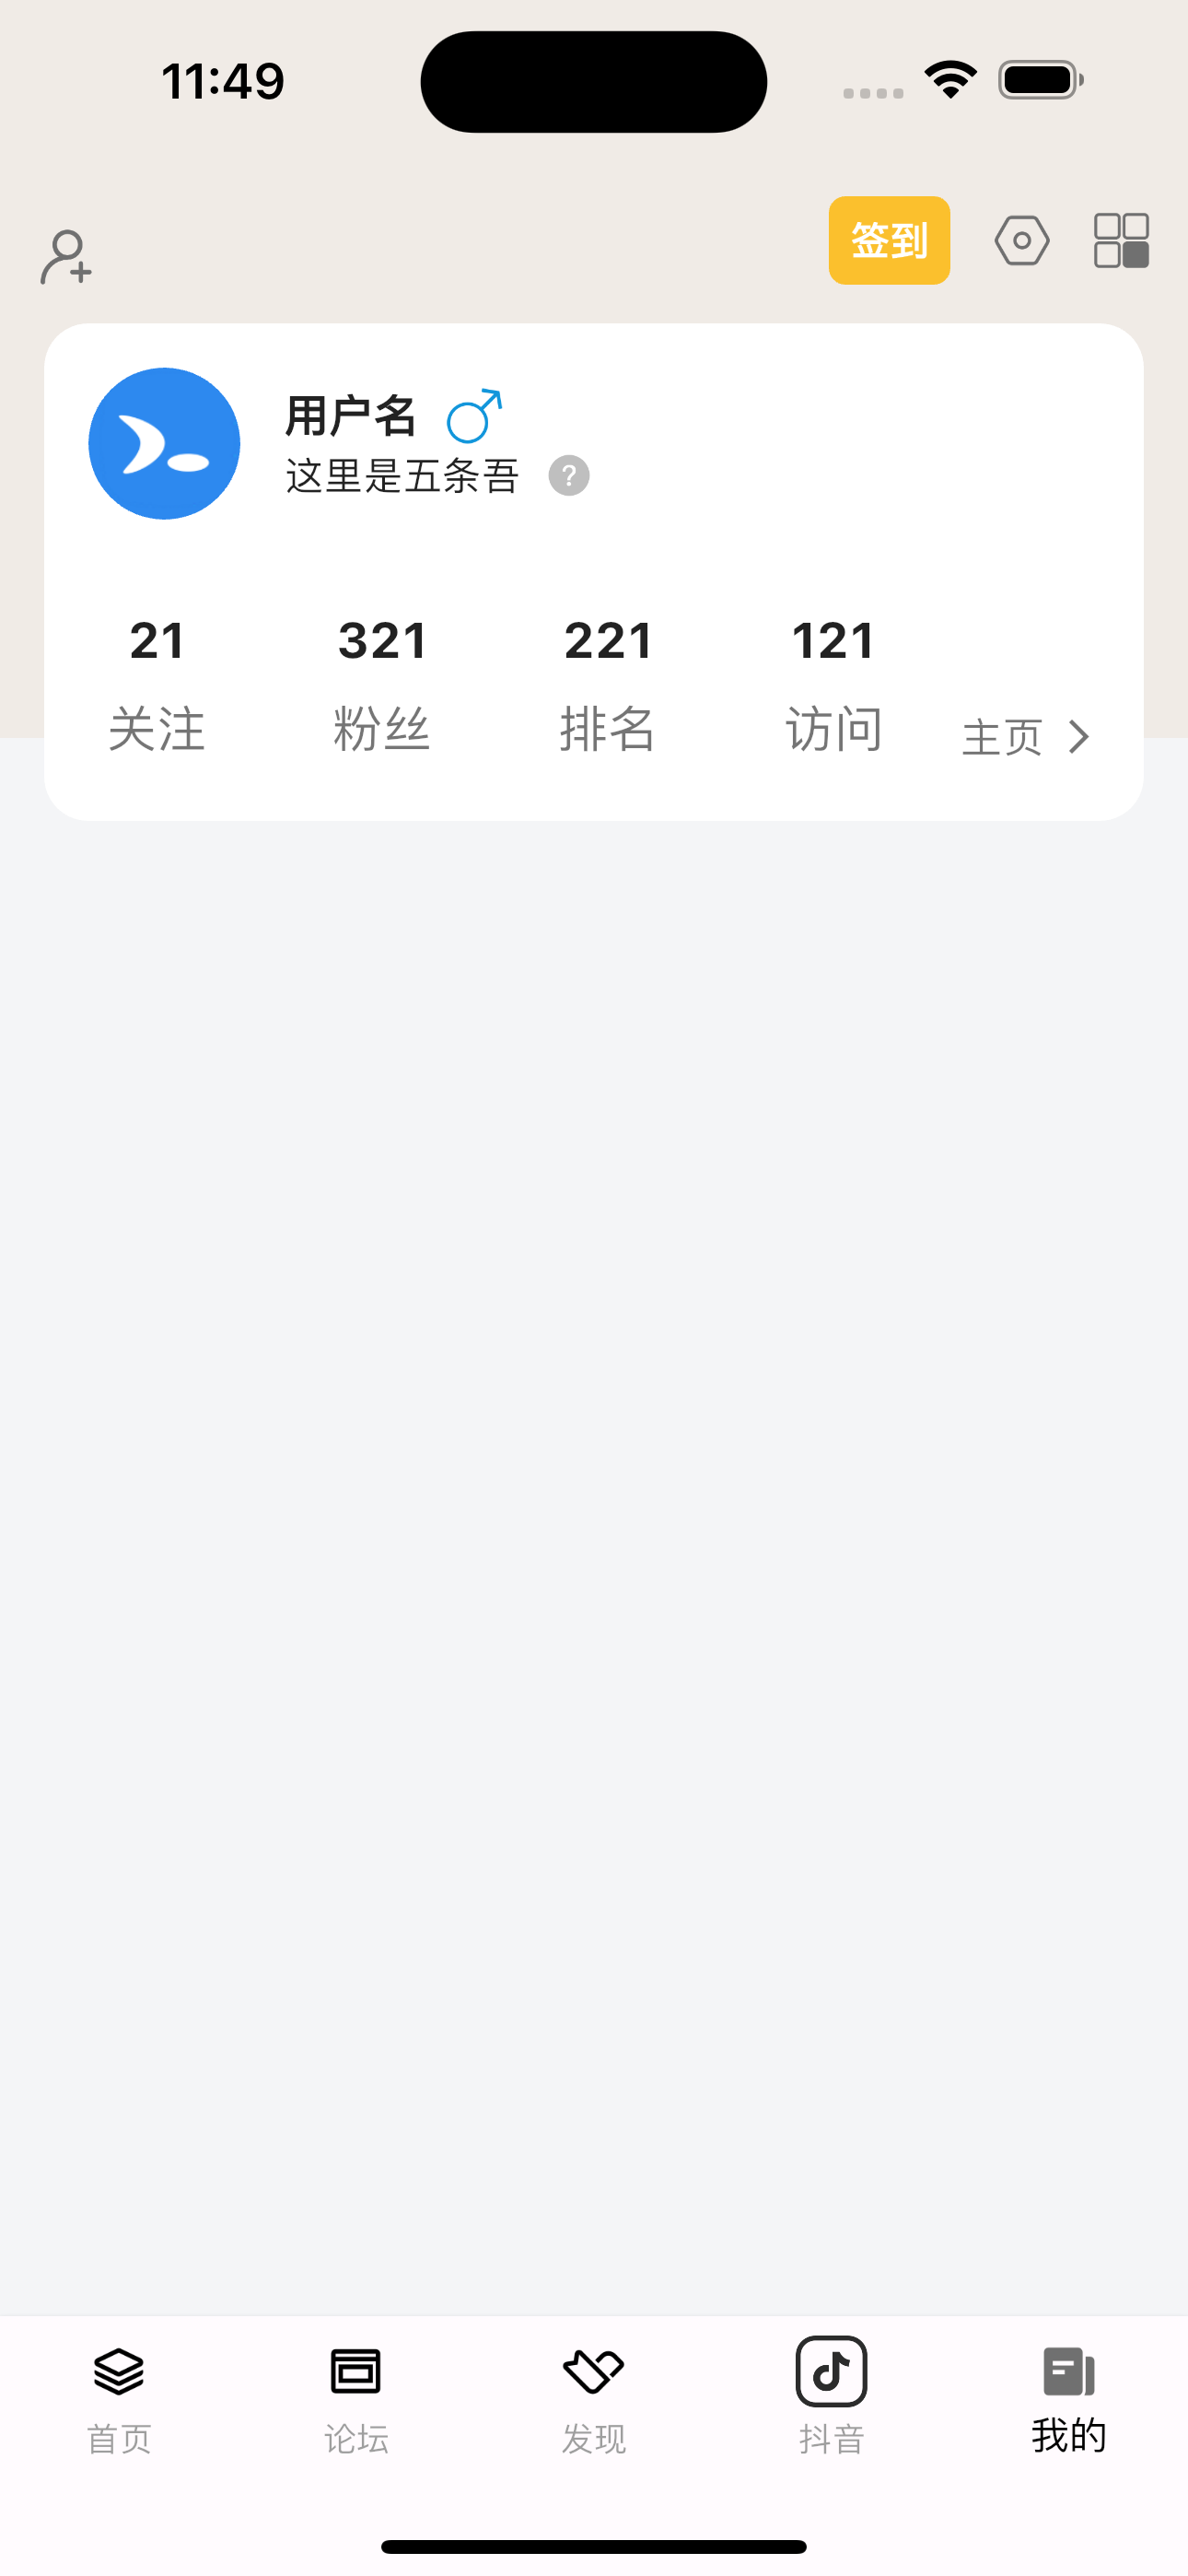 11:49
签到
用户名
这里是五条吾
?
21 321 221 121
关注 粉丝 排名 访问 主页
首页 论坛 发现 抖音 我的